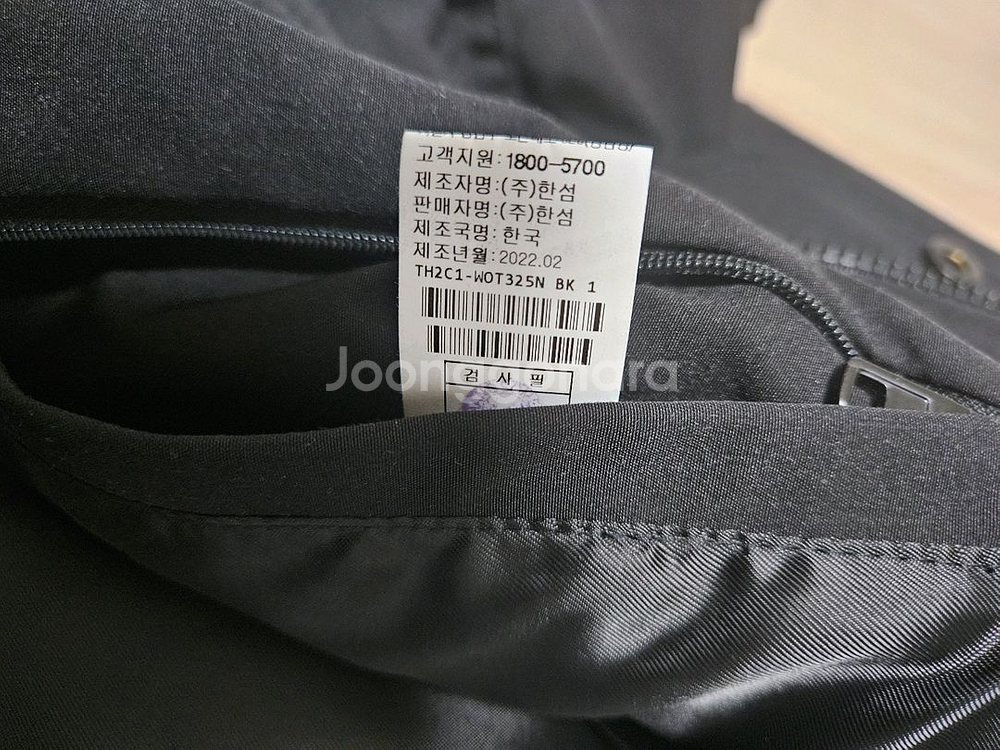 고객지원:1800-5700
제조자명:(주)한섬
판매자명:(주)한섬
제조국명:한국
제조년월:2022.02
TH2C1-WOT325N BK 1
검 사 필
Joonggonara